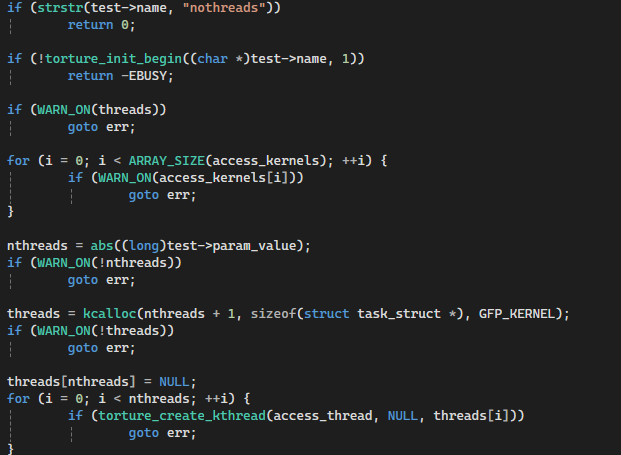 if (strstr(test->name, "nothreads"))
        return 0;

if (!torture_init_begin((char *)test->name, 1))
        return -EBUSY;

if (WARN_ON(threads))
        goto err;

for (i = 0; i < ARRAY_SIZE(access_kernels); ++i) {
        if (WARN_ON(access_kernels[i]))
                goto err;
}

nthreads = abs((long)test->param_value);
if (WARN_ON(!nthreads))
        goto err;

threads = kcalloc(nthreads + 1, sizeof(struct task_struct *), GFP_KERNEL);
if (WARN_ON(!threads))
        goto err;

threads[nthreads] = NULL;
for (i = 0; i < nthreads; ++i) {
        if (torture_create_kthread(access_thread, NULL, threads[i]))
                goto err;
}